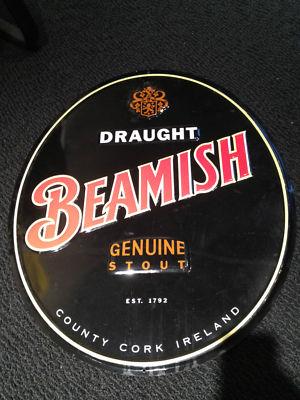 DRAUGHT
BEAMISH
GENUINE
STOUT
EST. 1792
COUNTY CORK IRELAND